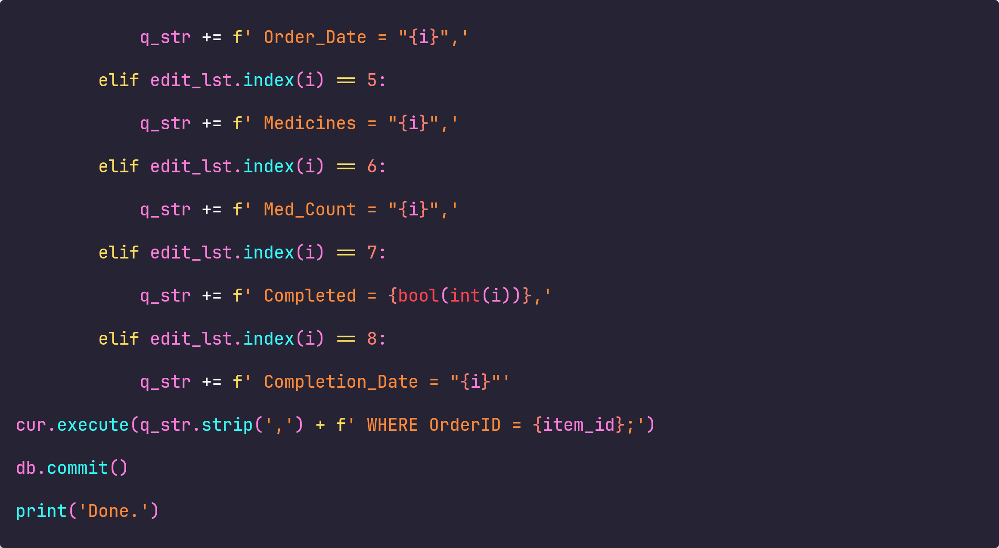 q_str += f' Order_Date = "{i}",'
        elif edit_lst.index(i) == 5:
            q_str += f' Medicines = "{i}",'
        elif edit_lst.index(i) == 6:
            q_str += f' Med_Count = "{i}",'
        elif edit_lst.index(i) == 7:
            q_str += f' Completed = {bool(int(i))},'
        elif edit_lst.index(i) == 8:
            q_str += f' Completion_Date = "{i}"'
cur.execute(q_str.strip(',') + f' WHERE OrderID = {item_id};')
db.commit()
print('Done.')